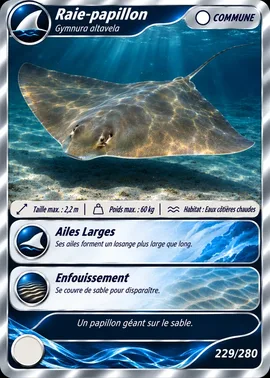 Raie-papillon
Gymnura altavela
COMMUNE
Taille max. : 2,2 m | Poids max. : 60 kg | Habitat : Eaux côtières chaudes
Ailes Larges
Ses ailes forment un losange plus large que long.
Enfouissement
Se couvre de sable pour disparaître.
Un papillon géant sur le sable.
229/280